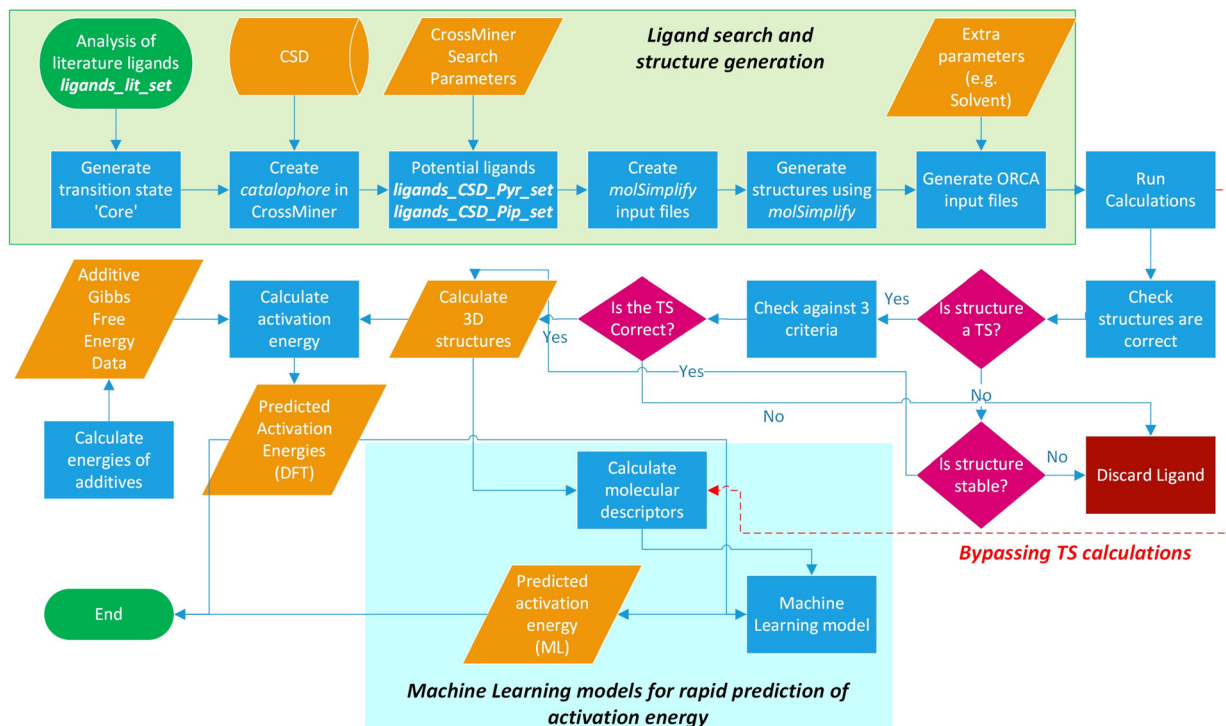 Analysis of
literature ligands
ligands_lit_set
CSD
CrossMiner
Search
Parameters
Ligand search and
structure generation
Extra
parameters
(e.g.
Solvent)
Generate
transition state
'Core'
Create
catalophore in
CrossMiner
Potential ligands
ligands_CSD_Pyr_set
ligands_CSD_Pip_set
Create
molSimplify
input files
Generate
structures using
molSimplify
Generate ORCA
input files
Run
Calculations
Additive
Gibbs
Free
Energy
Data
Calculate
activation
energy
Calculate
3D
structures
Yes
Is the TS
Correct?
Check against 3
criteria
Yes
Is structure
a TS?
Check
structures are
correct
Yes
No
No
Calculate
energies of
additives
Predicted
Activation
Energies
(DFT)
Calculate
molecular
descriptors
Is structure
stable?
No
Discard Ligand
Bypassing TS calculations
End
Predicted
activation
energy
(ML)
Machine
Learning model
Machine Learning models for rapid prediction of
activation energy